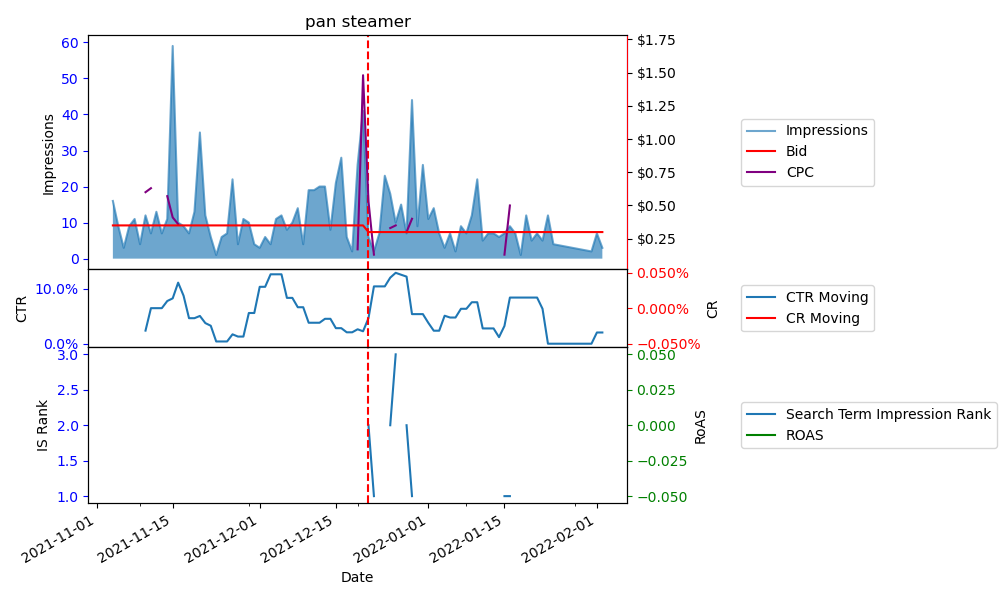 pan steamer
60
50
40
30
20
10
0
Impressions
$1.75
$1.50
$1.25
$1.00
$0.75
$0.50
$0.25
Impressions
Bid
CPC
10.0%
0.0%
CTR
0.050%
0.000%
−0.050%
CR
CTR Moving
CR Moving
3.0
2.5
2.0
1.5
1.0
IS Rank
0.050
0.025
0.000
−0.025
−0.050
RoAS
Search Term Impression Rank
ROAS
2021-11-01
2021-11-15
2021-12-01
2021-12-15
2022-01-01
2022-01-15
2022-02-01
Date